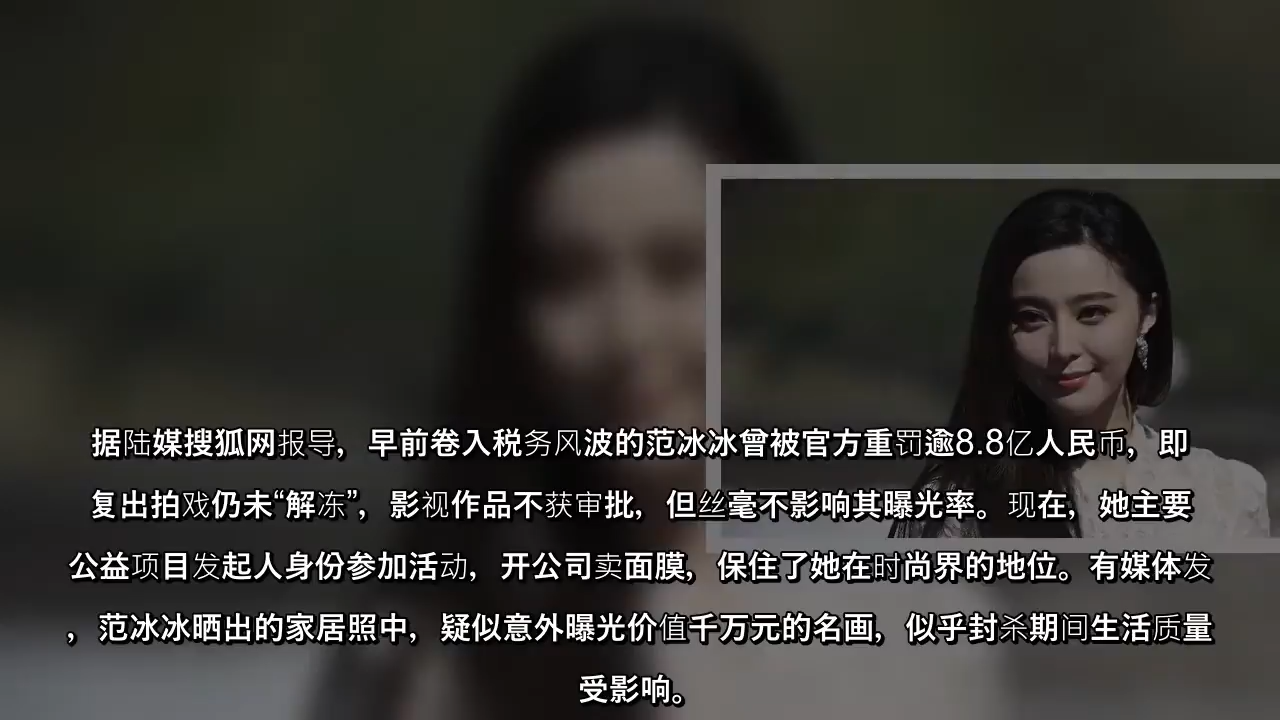 据陆媒搜狐网报导，早前卷入税务风波的范冰冰曾被官方重罚逾8.8亿人民币，即
复出拍戏仍未“解冻”，影视作品不获审批，但丝毫不影响其曝光率。现在，她主要
公益项目发起人身份参加活动，开公司卖面膜，保住了她在时尚界的地位。有媒体发
，范冰冰晒出的家居照中，疑似意外曝光价值千万元的名画，似乎封杀期间生活质量
受影响。